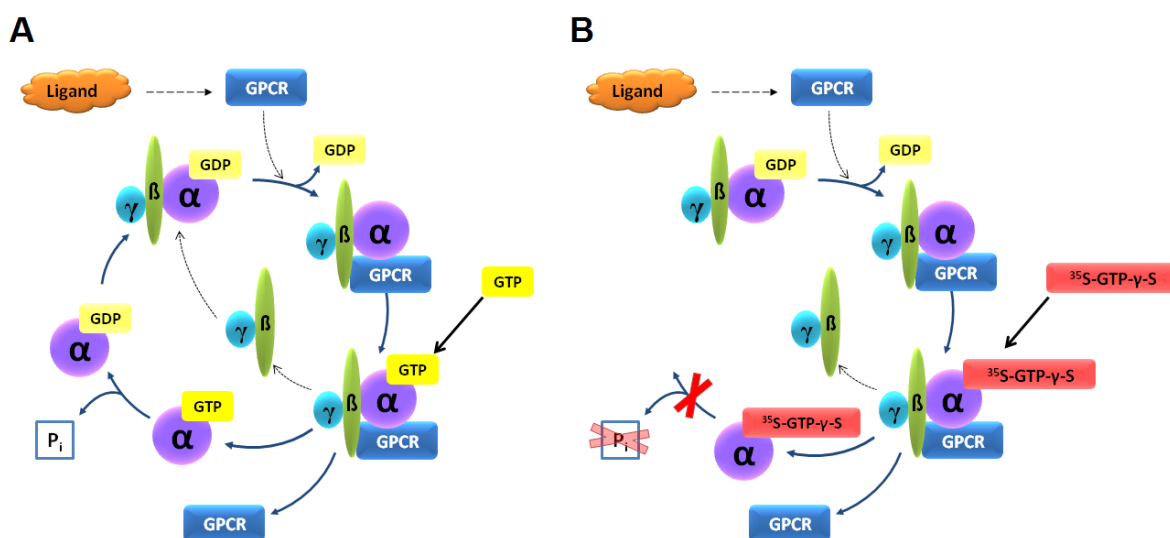 A
Ligand
GPCR
GDP
GDP
γ
ß
α
γ
ß
α
GPCR
GTP
GDP
α
γ
ß
GTP
α
γ
ß
GPCR
GTP
α
Pi
GPCR
B
Ligand
GPCR
GDP
GDP
γ
ß
α
γ
ß
α
GPCR
³⁵S-GTP-γ-S
γ
ß
³⁵S-GTP-γ-S
α
γ
ß
GPCR
³⁵S-GTP-γ-S
α
Pi
GPCR